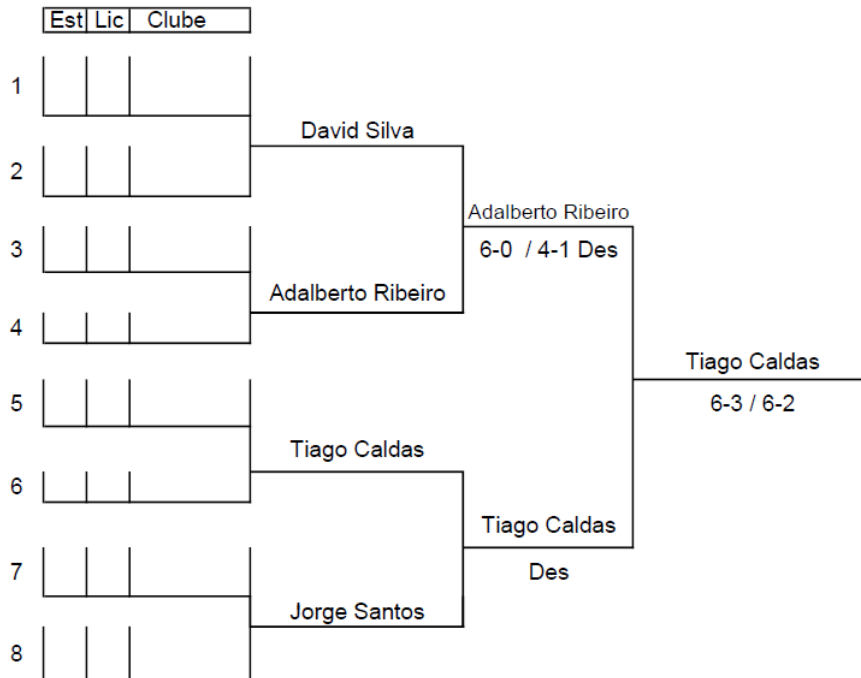 Est Lic Clube
1
David Silva
2
Adalberto Ribeiro
3
6-0 / 4-1 Des
Adalberto Ribeiro
4
Tiago Caldas
6-3 / 6-2
5
Tiago Caldas
6
Tiago Caldas
7
Des
Jorge Santos
8